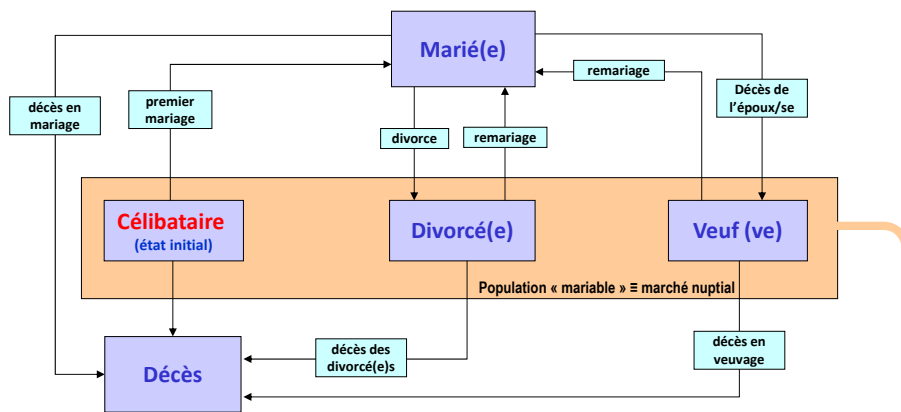 Marié(e)
remariage
décès en
mariage
premier
mariage
Décès de
l'époux/se
divorce
remariage
Célibataire
(état initial)
Divorcé(e)
Veuf (ve)
Population « mariable » ≡ marché nuptial
Décès
décès des
divorcé(e)s
décès en
veuvage